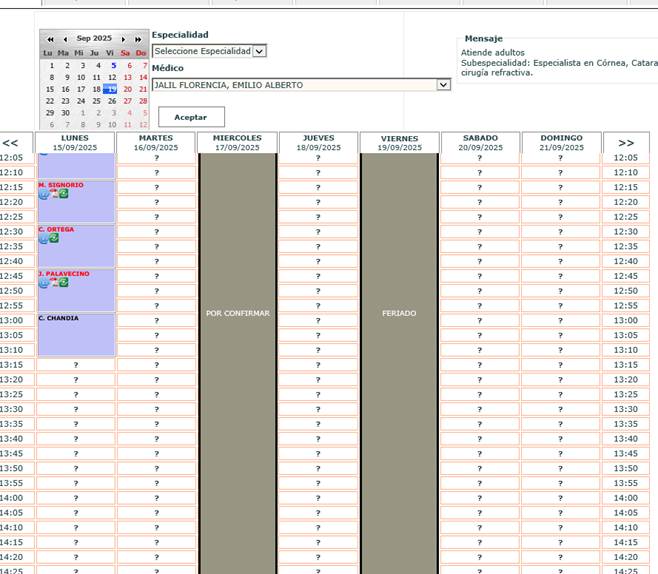 Especialidad
Seleccione Especialidad
Médico
JALIL FLORENCIA, EMILIO ALBERTO
Aceptar
Sep 2025
Lu Ma Mi Ju Vi Sa Do
1 2 3 4 5 6 7
8 9 10 11 12 13 14
15 16 17 18 19 20 21
22 23 24 25 26 27 28
29 30 1 2 3 4 5
6 7 8 9 10 11 12
Mensaje
Atiende adultos
Subespecialidad: Especialista en Córnea, Catara
cirugía refractiva.
<< LUNES MARTES MIERCOLES JUEVES VIERNES SABADO DOMINGO >>
15/09/2025 16/09/2025 17/09/2025 18/09/2025 19/09/2025 20/09/2025 21/09/2025
12:05 ? ? ? ? 12:05
12:10 ? ? ? ? 12:10
12:15 M. SIGNORIO ? ? ? ? 12:15
12:20 ? ? ? ? 12:20
12:25 ? ? ? ? 12:25
12:30 C. ORTEGA ? ? ? ? 12:30
12:35 ? ? ? ? 12:35
12:40 ? ? ? ? 12:40
12:45 J. PALAVECINO ? ? ? ? 12:45
12:50 ? ? ? ? 12:50
12:55 ? ? ? ? 12:55
POR CONFIRMAR FERIADO
13:00 C. CHANDIA ? ? ? ? 13:00
13:05 ? ? ? ? 13:05
13:10 ? ? ? ? 13:10
13:15 ? ? ? ? ? 13:15
13:20 ? ? ? ? ? 13:20
13:25 ? ? ? ? ? 13:25
13:30 ? ? ? ? ? 13:30
13:35 ? ? ? ? ? 13:35
13:40 ? ? ? ? ? 13:40
13:45 ? ? ? ? ? 13:45
13:50 ? ? ? ? ? 13:50
13:55 ? ? ? ? ? 13:55
14:00 ? ? ? ? ? 14:00
14:05 ? ? ? ? ? 14:05
14:10 ? ? ? ? ? 14:10
14:15 ? ? ? ? ? 14:15
14:20 ? ? ? ? ? 14:20
14:25 ? ? ? ? ? 14:25